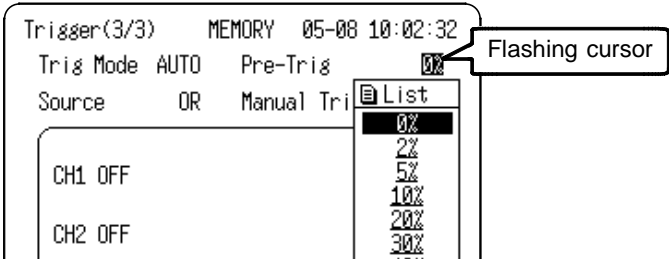 Trigger(3/3) MEMORY 05-08 10:02:32
Trig Mode AUTO Pre-Trig 0%
Flashing cursor
Source OR Manual Tri
List
0%
2%
5%
CH1 OFF
10%
20%
CH2 OFF
30%